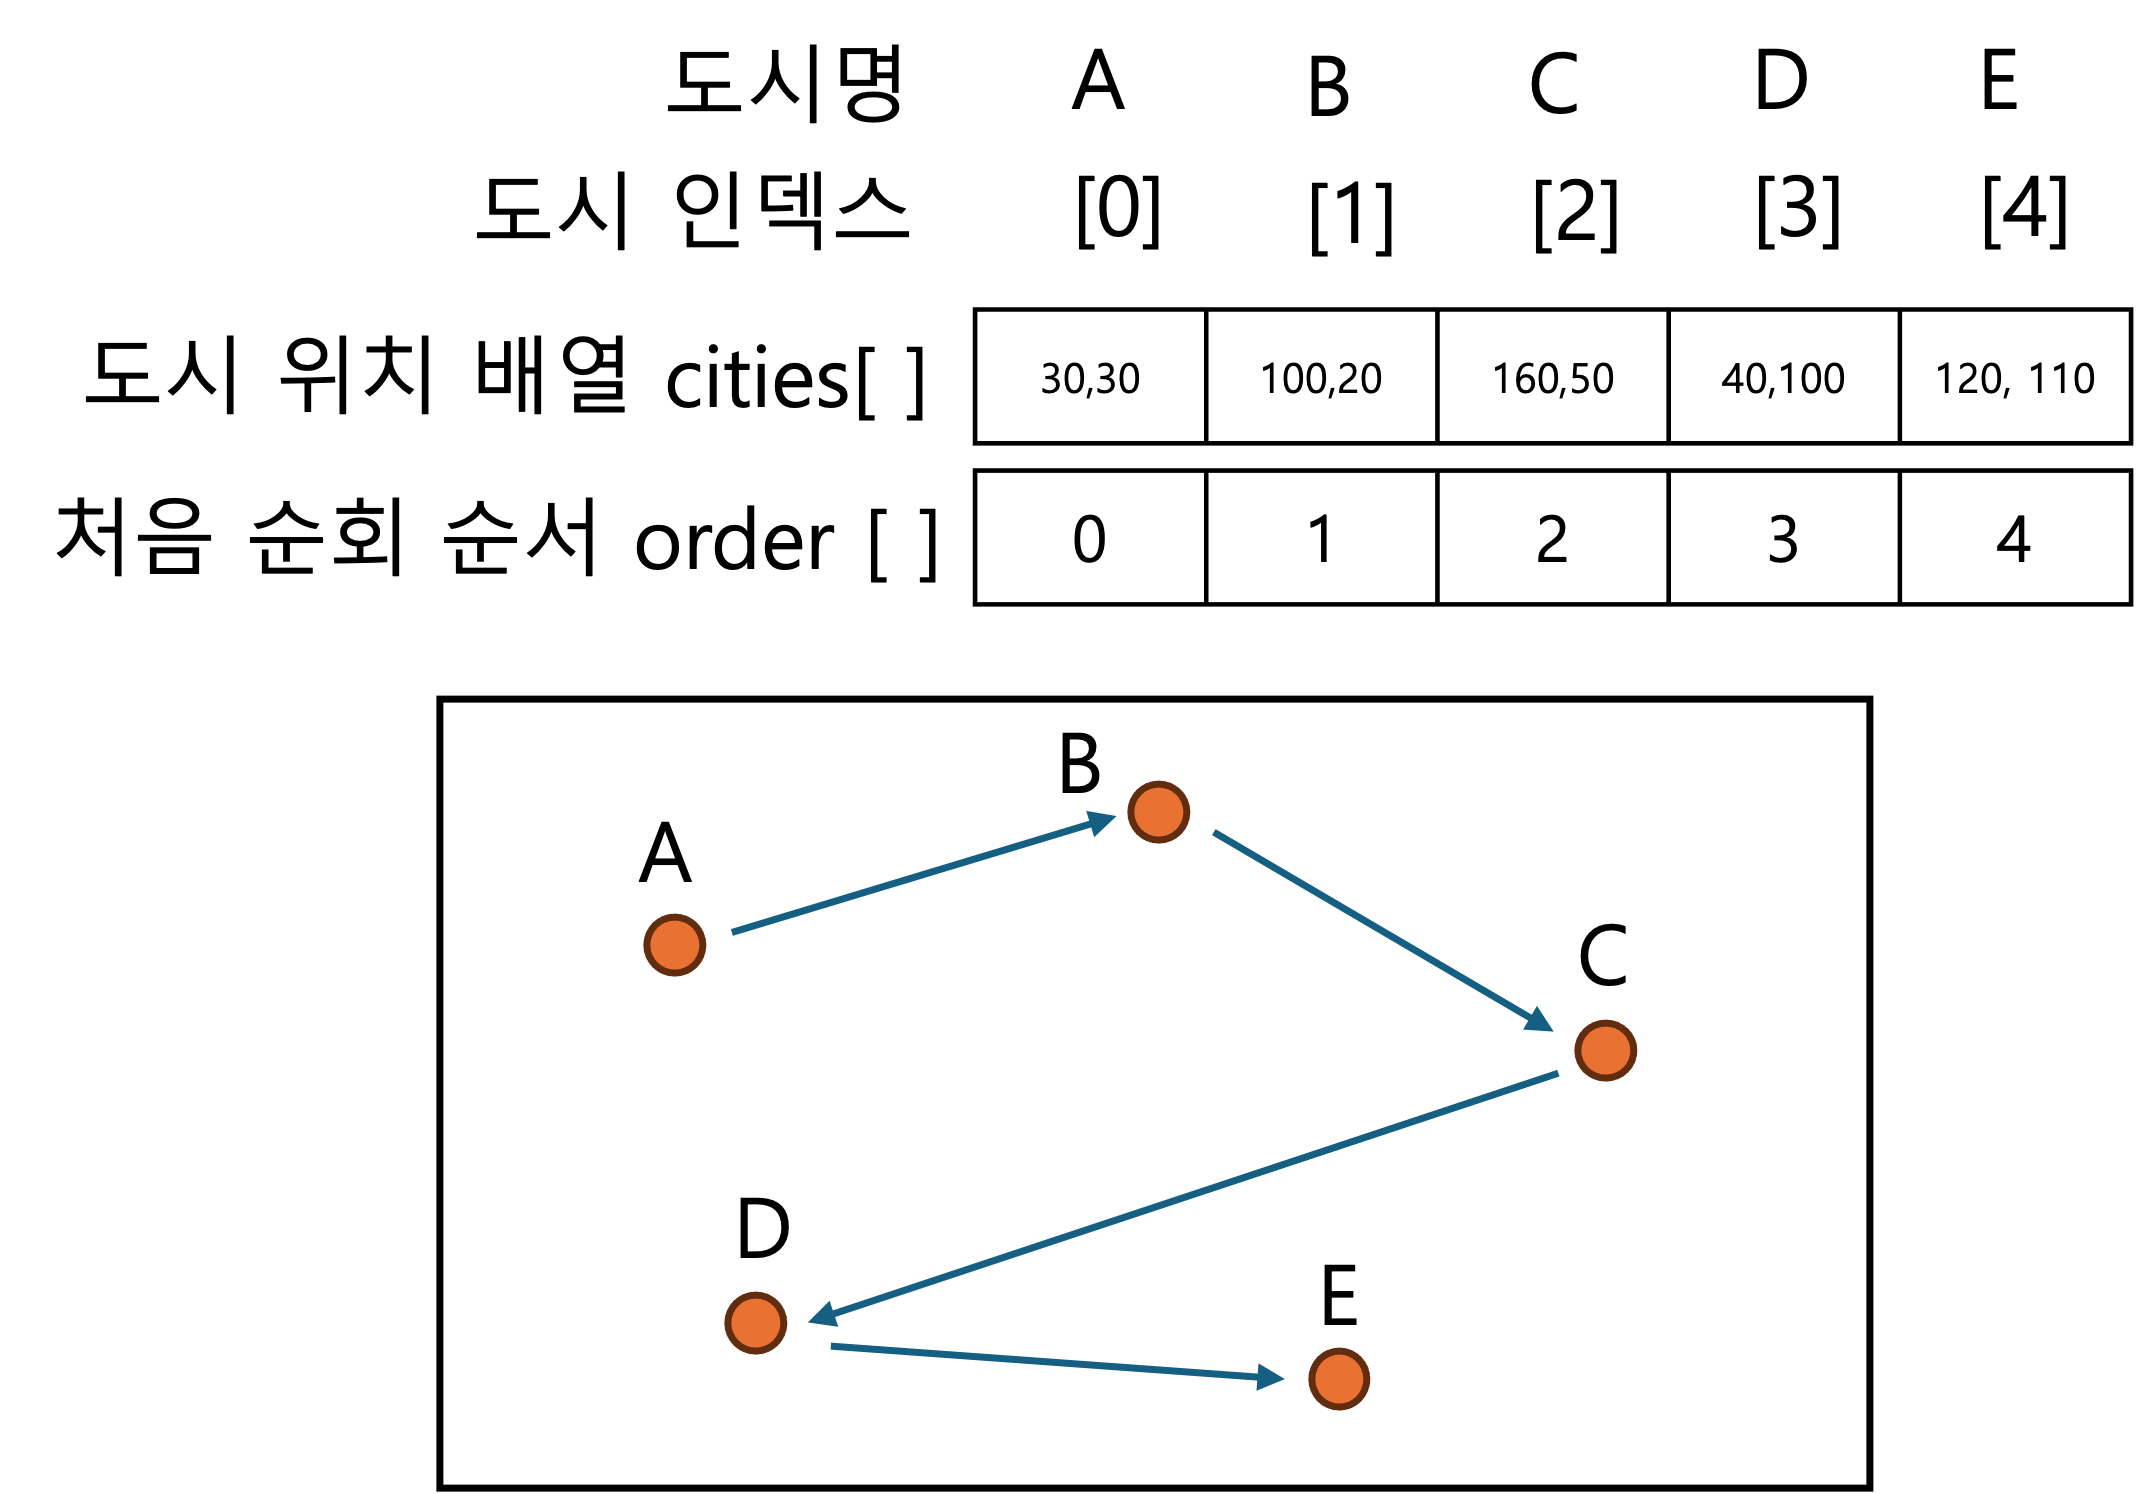 도시명 A B C D E
도시 인덱스 [0] [1] [2] [3] [4]
도시 위치 배열 cities[ ] 30,30 100,20 160,50 40,100 120, 110
처음 순회 순서 order [ ] 0 1 2 3 4
B
A
C
D
E